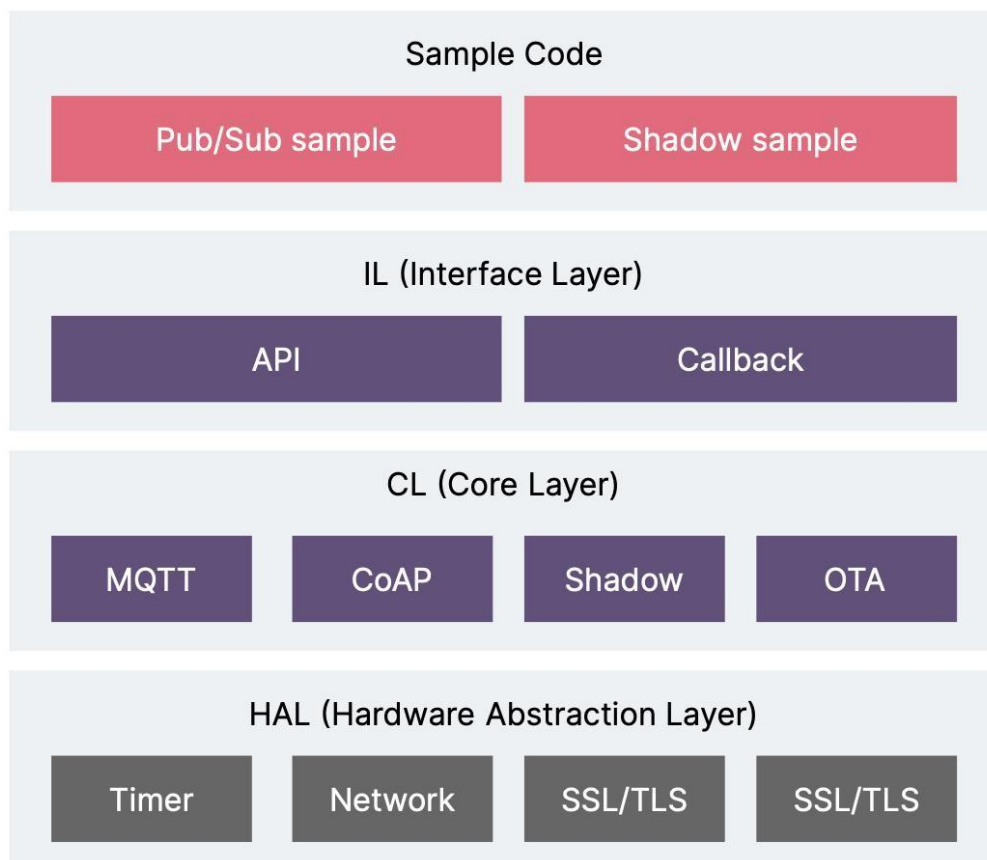 Sample Code
Pub/Sub sample
Shadow sample
IL (Interface Layer)
API
Callback
CL (Core Layer)
MQTT
CoAP
Shadow
OTA
HAL (Hardware Abstraction Layer)
Timer
Network
SSL/TLS
SSL/TLS